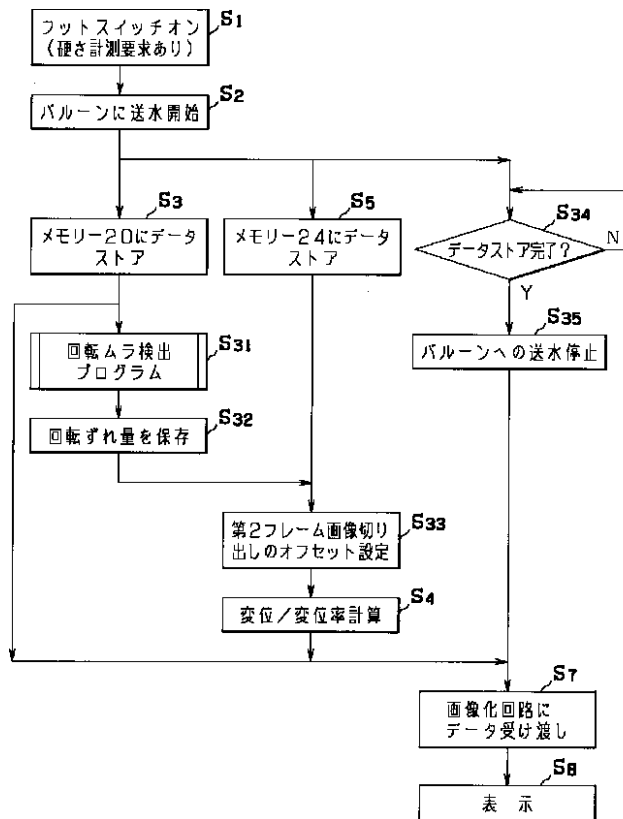 S1
フットスイッチオン
(硬さ計測要求あり)
S2
バルーンに送水開始
S3
メモリー20にデータ
ストア
S5
メモリー24にデータ
ストア
S34
データストア完了?
N
Y
S35
バルーンへの送水停止
S31
回転ムラ検出
プログラム
S32
回転ずれ量を保存
S33
第2フレーム画像切り
出しのオフセット設定
S4
変位/変位率計算
S7
画像化回路に
データ受け渡し
S8
表示